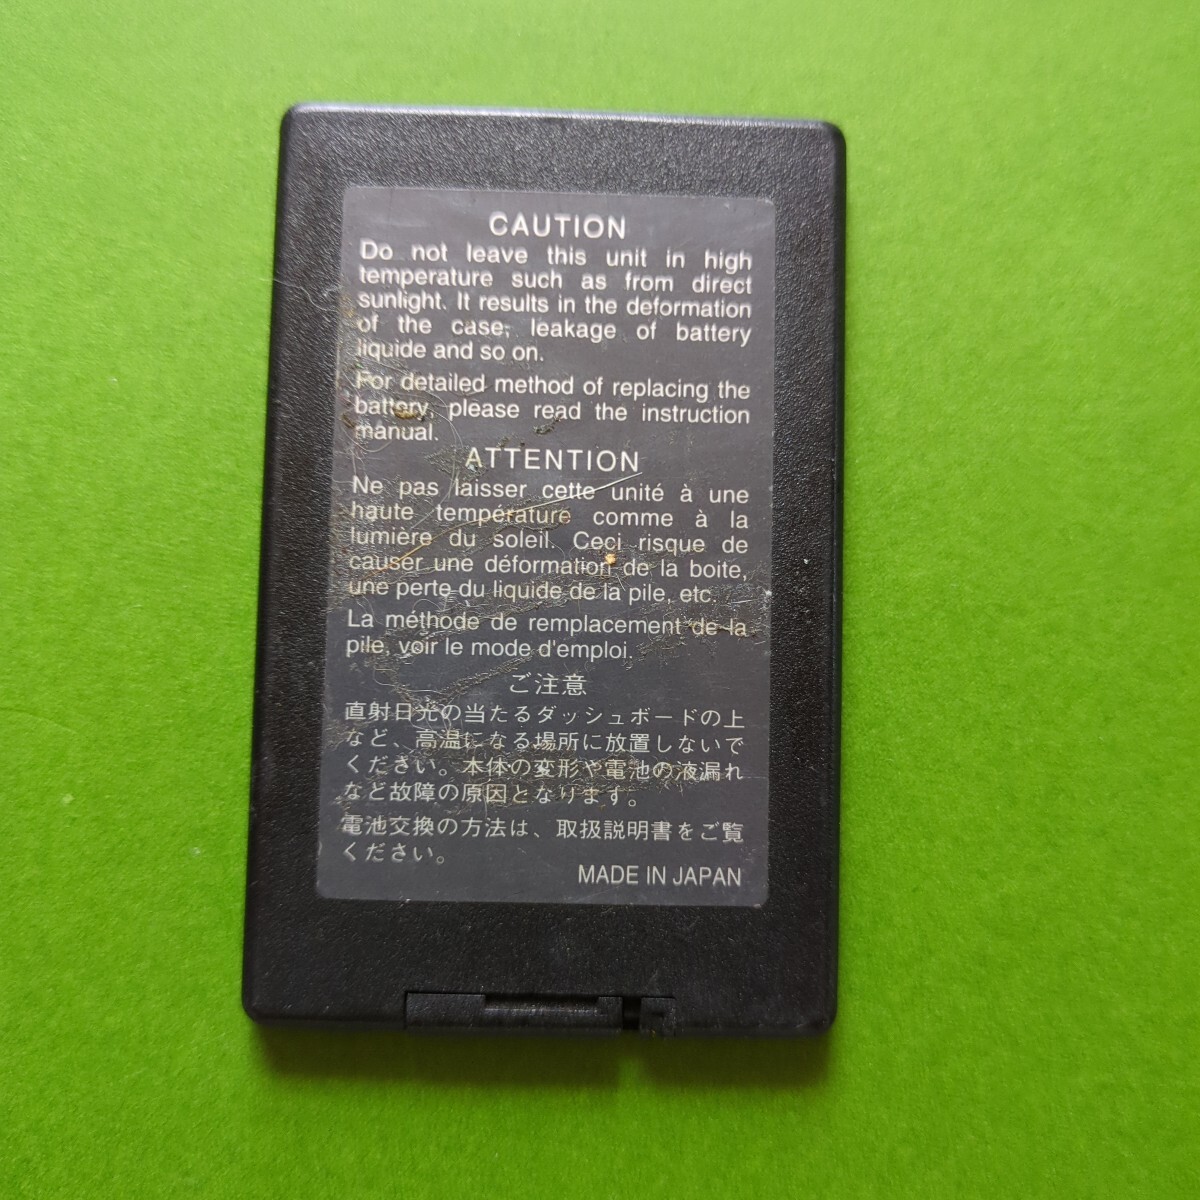 CAUTION
Do not leave this unit in high
temperature such as from direct
sunlight. It results in the deformation
of the case, leakage of battery
liquide and so on.
For detailed method of replacing the
battery, please read the instruction
manual.
ATTENTION
Ne pas laisser cette unité à une
haute température comme à la
lumière du soleil. Ceci risque de
causer une déformation de la boite,
une perte du liquide de la pile, etc.
La méthode de remplacement de la
pile, voir le mode d'emploi.
ご注意
直射日光の当たるダッシュボードの上
など、高温になる場所に放置しないで
ください。本体の変形や電池の液漏れ
など故障の原因となります。
電池交換の方法は、取扱説明書をご覧
ください。
MADE IN JAPAN